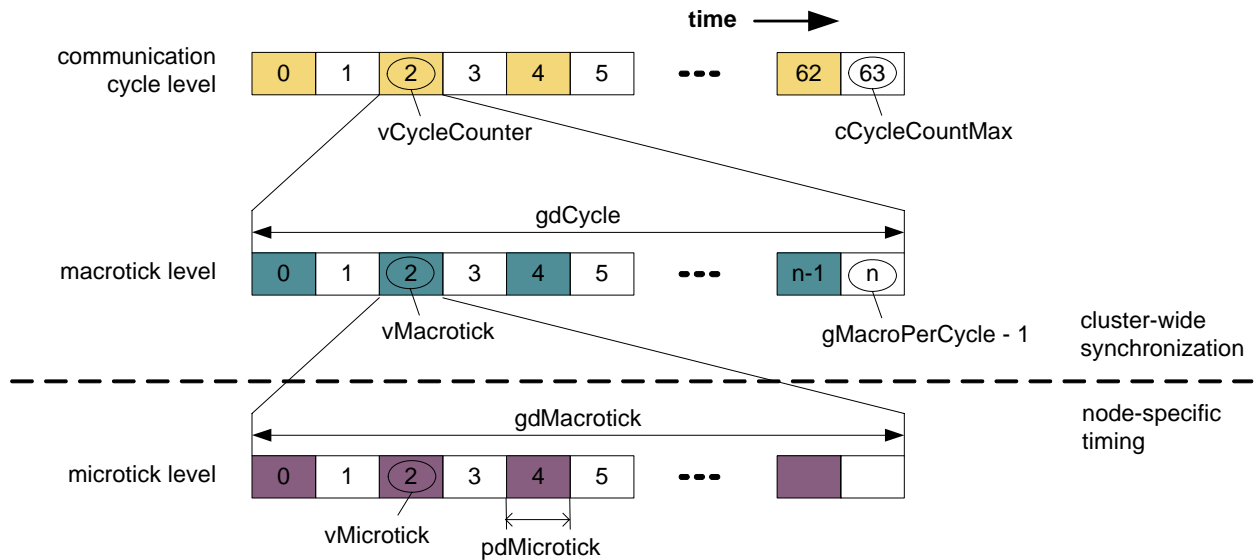 time
communication
cycle level
0 1 2 3 4 5 62 63
vCycleCounter
cCycleCountMax
gdCycle
macrotick level
0 1 2 3 4 5 n-1 n
vMacrotick
gMacroPerCycle - 1
cluster-wide
synchronization
gdMacrotick
node-specific
timing
microtick level
0 1 2 3 4 5
vMicrotick
pdMicrotick